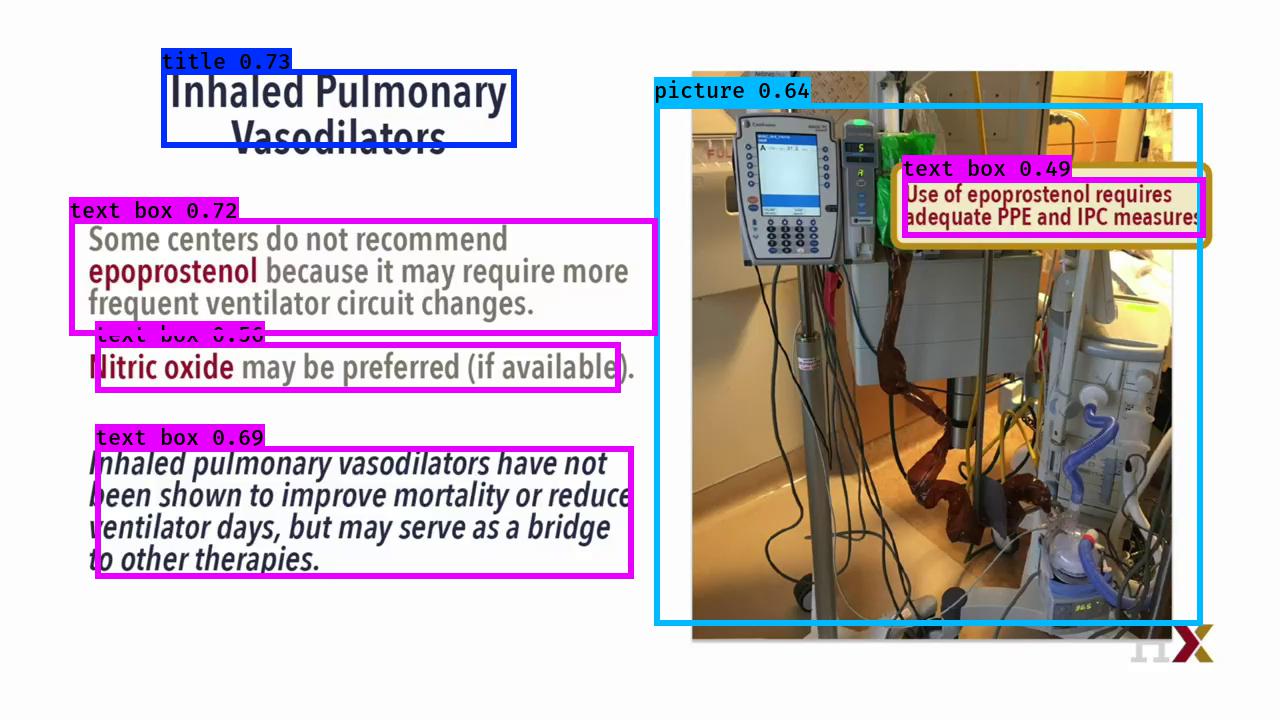 title 0.73
Inhaled Pulmonary
Vasodilators
text box 0.72
Some centers do not recommend
epoprostenol because it may require more
frequent ventilator circuit changes.
text box 0.56
Nitric oxide may be preferred (if available).
text box 0.69
Inhaled pulmonary vasodilators have not
been shown to improve mortality or reduce
ventilator days, but may serve as a bridge
to other therapies.
picture 0.64
text box 0.49
Use of epoprostenol requires
adequate PPE and IPC measures
CareFusion
FULL
5
A
HX